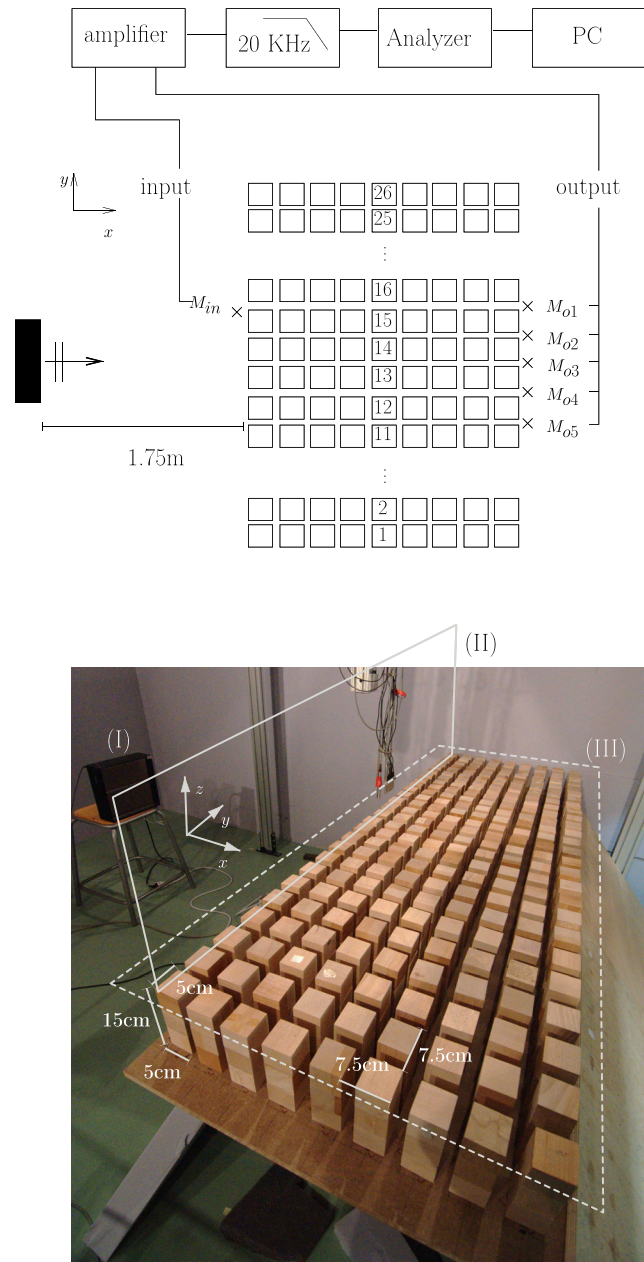 amplifier 20 KHz Analyzer PC
y
x
input
output
26
25
⋮
16
M_in
M_o1
15
M_o2
14
M_o3
13
M_o4
12
M_o5
11
1.75m
⋮
2
1
(II)
(I)
(III)
z
y
x
5cm
15cm
5cm
7.5cm
7.5cm